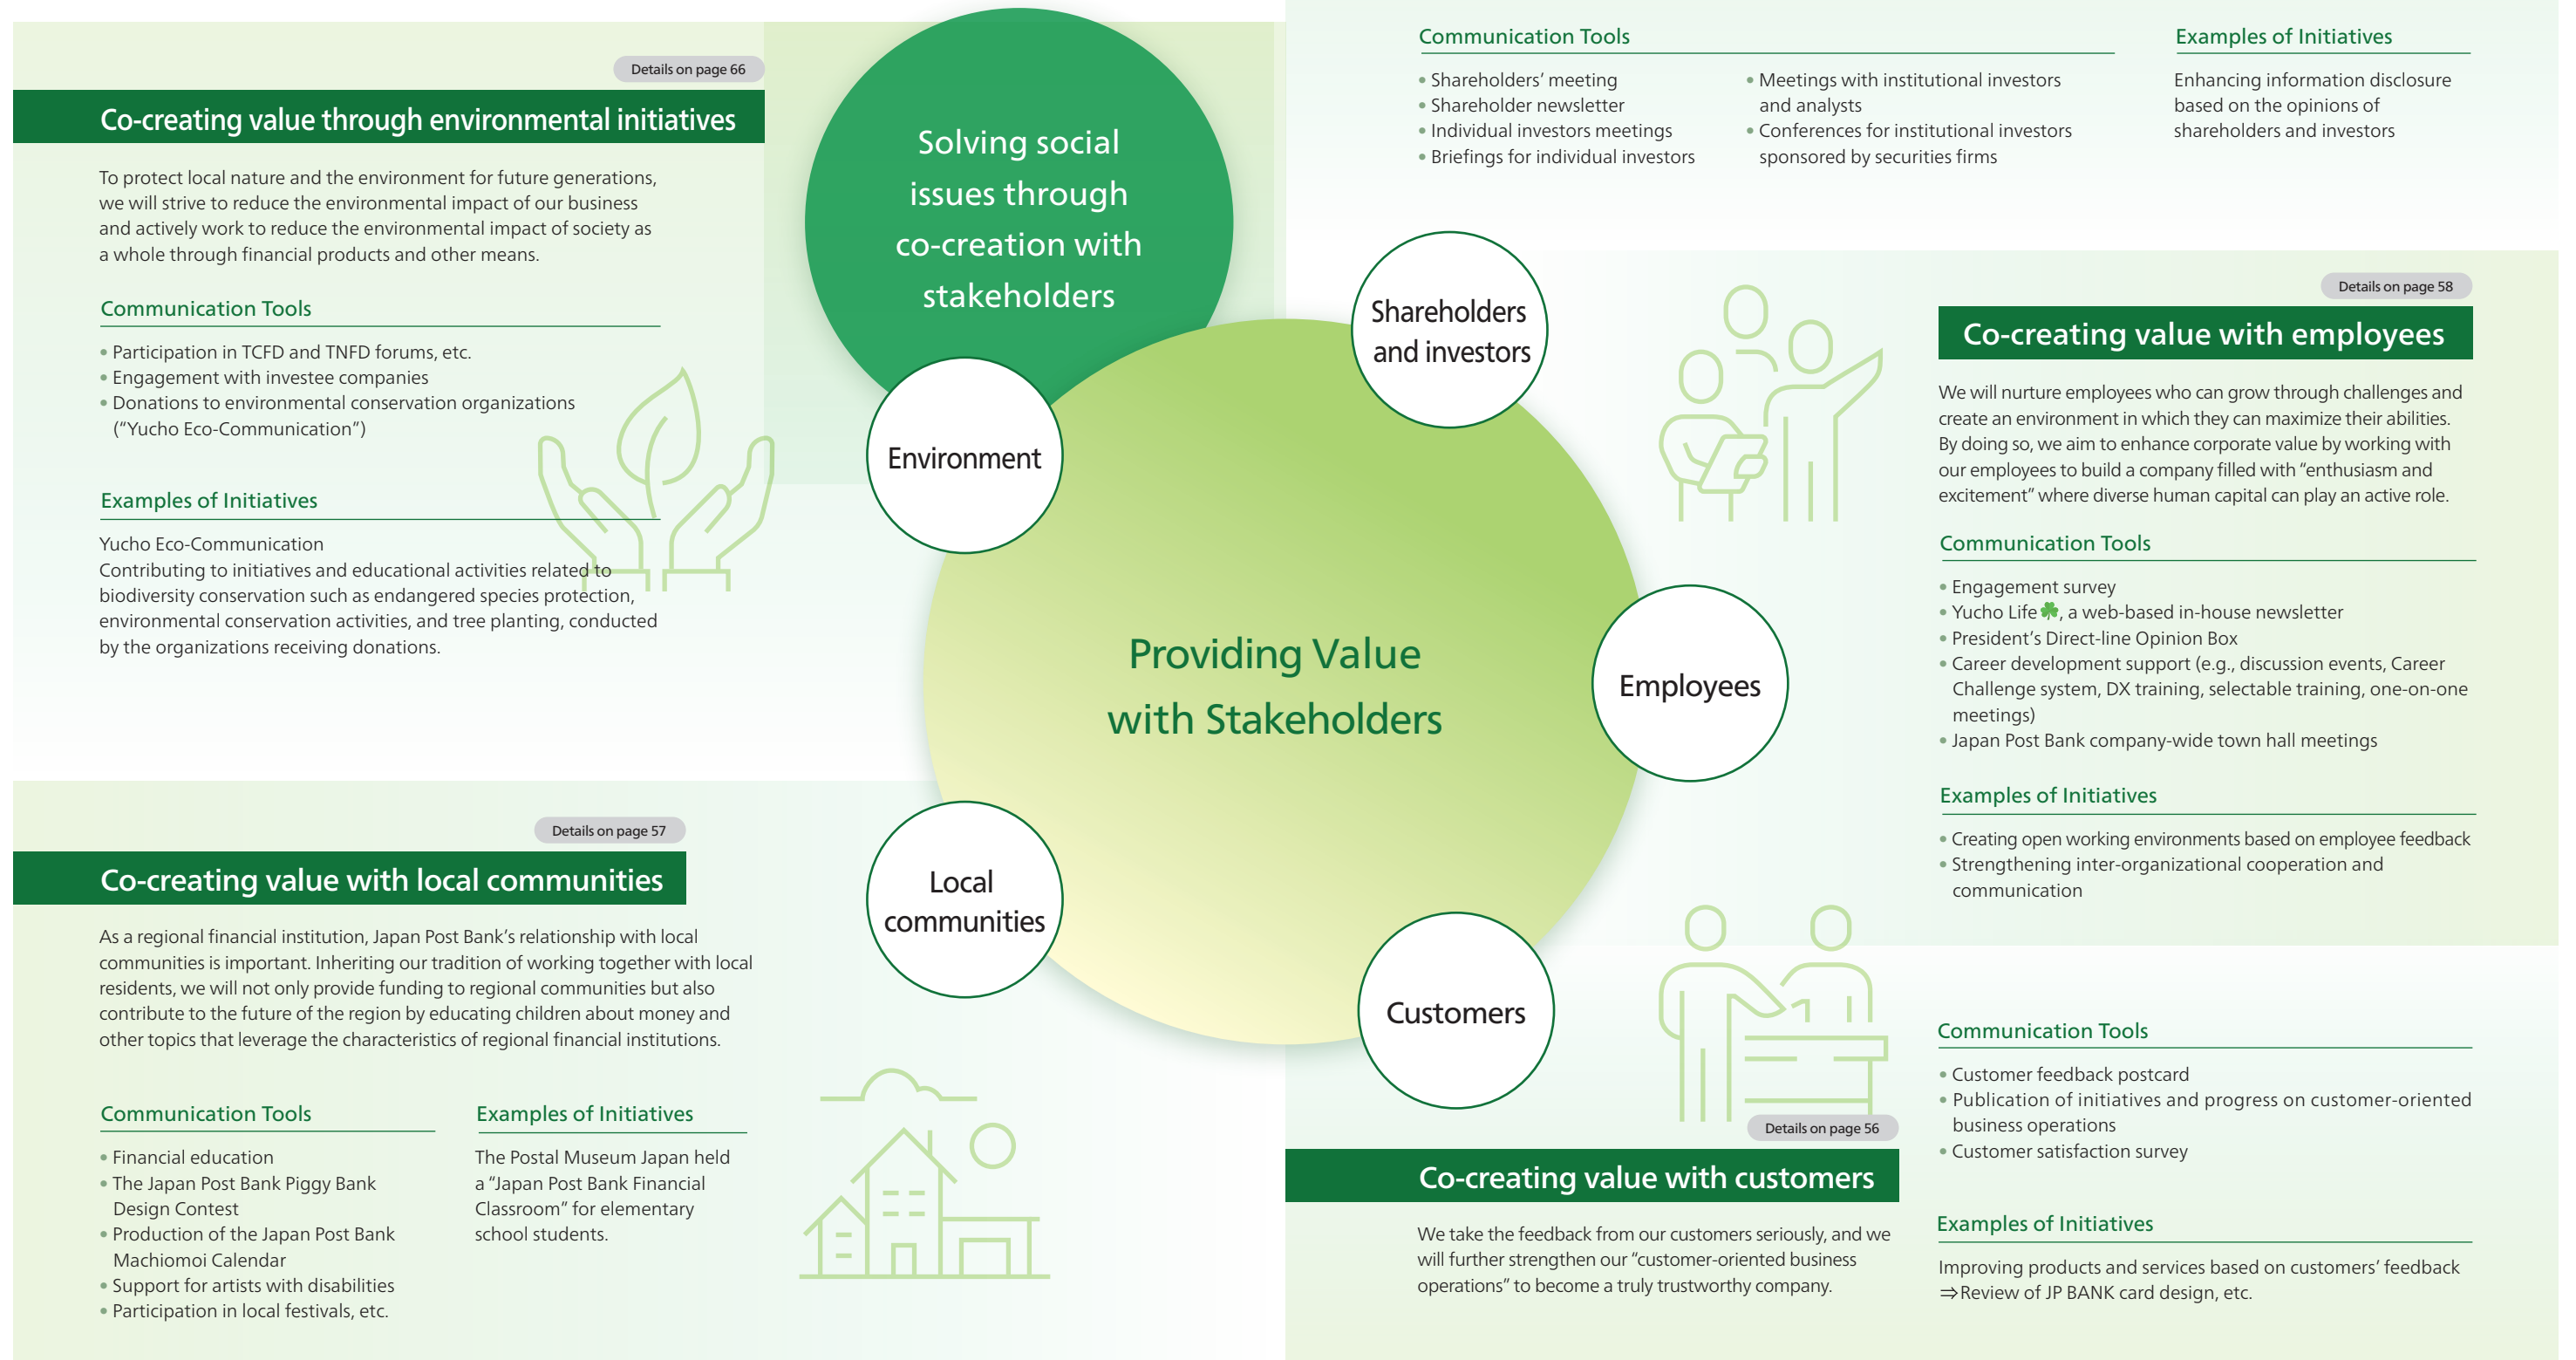 Details on page 66
Co-creating value through environmental initiatives
To protect local nature and the environment for future generations,
we will strive to reduce the environmental impact of our business
and actively work to reduce the environmental impact of society as
a whole through financial products and other means.
Communication Tools
• Participation in TCFD and TNFD forums, etc.
• Engagement with investee companies
• Donations to environmental conservation organizations
(“Yucho Eco-Communication”)
Examples of Initiatives
Yucho Eco-Communication
Contributing to initiatives and educational activities related to
biodiversity conservation such as endangered species protection,
environmental conservation activities, and tree planting, conducted
by the organizations receiving donations.
Details on page 57
Co-creating value with local communities
As a regional financial institution, Japan Post Bank’s relationship with local
communities is important. Inheriting our tradition of working together with local
residents, we will not only provide funding to regional communities but also
contribute to the future of the region by educating children about money and
other topics that leverage the characteristics of regional financial institutions.
Communication Tools
• Financial education
• The Japan Post Bank Piggy Bank
Design Contest
• Production of the Japan Post Bank
Machiomoi Calendar
• Support for artists with disabilities
• Participation in local festivals, etc.
Examples of Initiatives
The Postal Museum Japan held
a “Japan Post Bank Financial
Classroom” for elementary
school students.
Solving social
issues through
co-creation with
stakeholders
Environment
Shareholders
and investors
Providing Value
with Stakeholders
Employees
Local
communities
Customers
Communication Tools
• Shareholders’ meeting
• Shareholder newsletter
• Individual investors meetings
• Briefings for individual investors
• Meetings with institutional investors
and analysts
• Conferences for institutional investors
sponsored by securities firms
Examples of Initiatives
Enhancing information disclosure
based on the opinions of
shareholders and investors
Details on page 58
Co-creating value with employees
We will nurture employees who can grow through challenges and
create an environment in which they can maximize their abilities.
By doing so, we aim to enhance corporate value by working with
our employees to build a company filled with “enthusiasm and
excitement” where diverse human capital can play an active role.
Communication Tools
• Engagement survey
• Yucho Life☘, a web-based in-house newsletter
• President’s Direct-line Opinion Box
• Career development support (e.g., discussion events, Career
Challenge system, DX training, selectable training, one-on-one
meetings)
• Japan Post Bank company-wide town hall meetings
Examples of Initiatives
• Creating open working environments based on employee feedback
• Strengthening inter-organizational cooperation and
communication
Details on page 56
Co-creating value with customers
We take the feedback from our customers seriously, and we
will further strengthen our “customer-oriented business
operations” to become a truly trustworthy company.
Communication Tools
• Customer feedback postcard
• Publication of initiatives and progress on customer-oriented
business operations
• Customer satisfaction survey
Examples of Initiatives
Improving products and services based on customers’ feedback
⇒Review of JP BANK card design, etc.